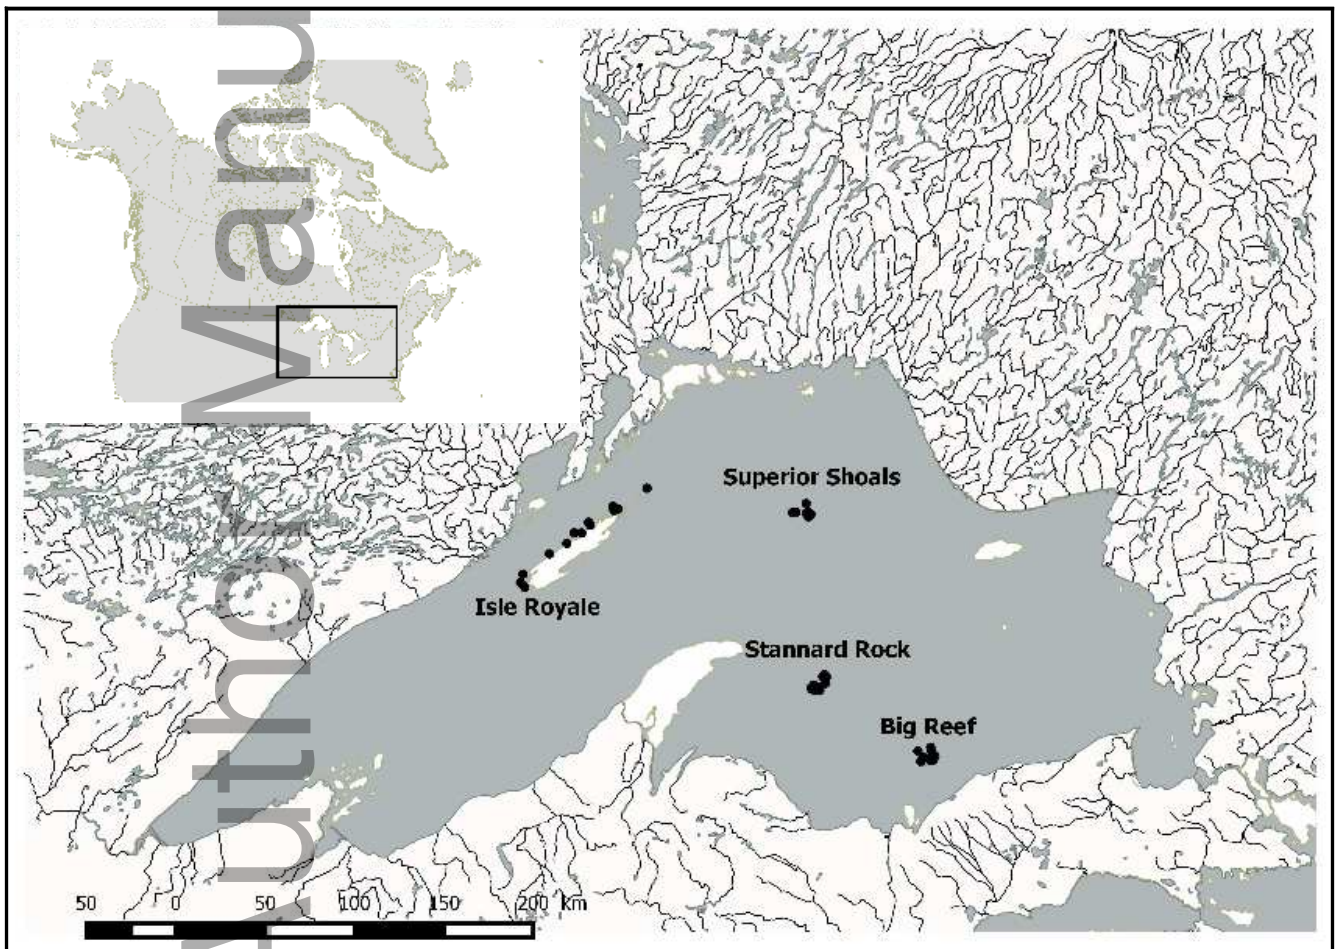 Superior Shoals
Isle Royale
Stannard Rock
Big Reef
50 0 50 100 150 200 km
Author Manu